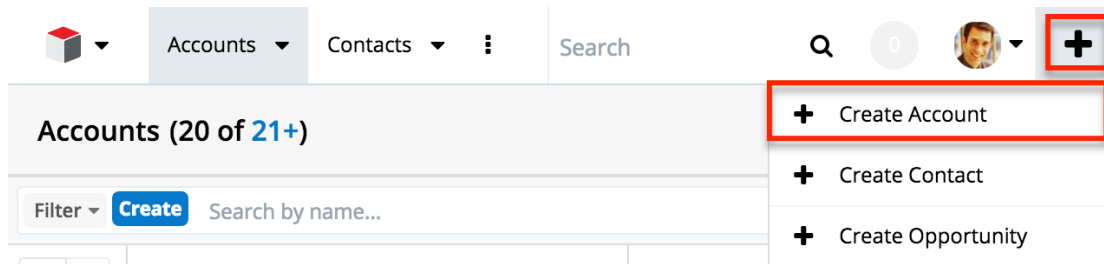 Accounts Contacts Search 0
Create Account
Accounts (20 of 21+)
Create Contact
Filter Create Search by name...
Create Opportunity